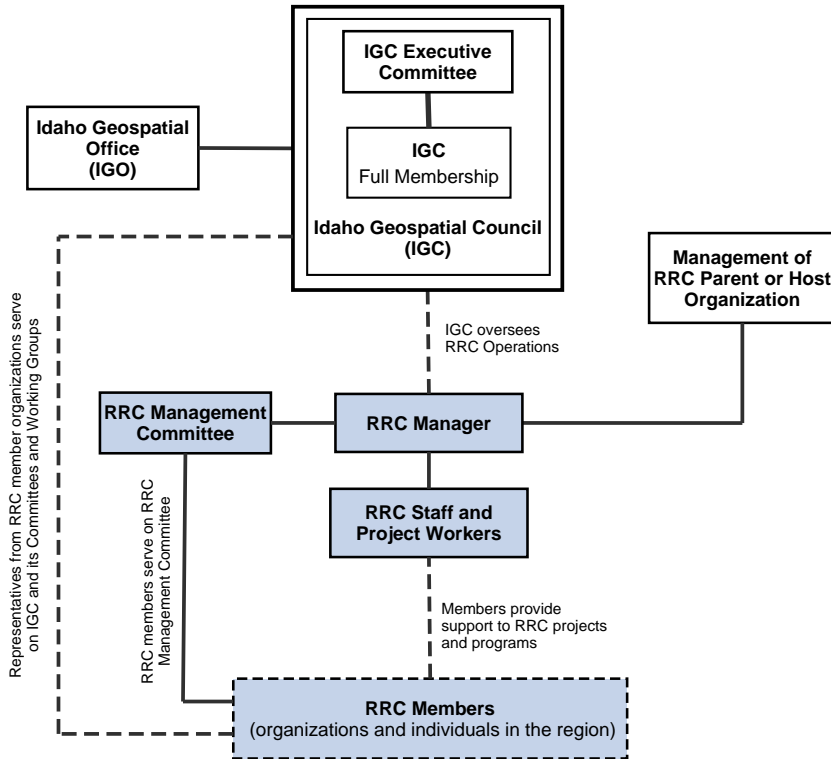 IGC Executive
Committee
Idaho Geospatial
Office
(IGO)
IGC
Full Membership
Idaho Geospatial Council
(IGC)
Management of
RRC Parent or Host
Organization
IGC oversees
RRC Operations
Representatives from RRC member organizations serve
on IGC and its Committees and Working Groups
RRC Management
Committee
RRC Manager
RRC members serve on RRC
Management Committee
RRC Staff and
Project Workers
Members provide
support to RRC projects
and programs
RRC Members
(organizations and individuals in the region)